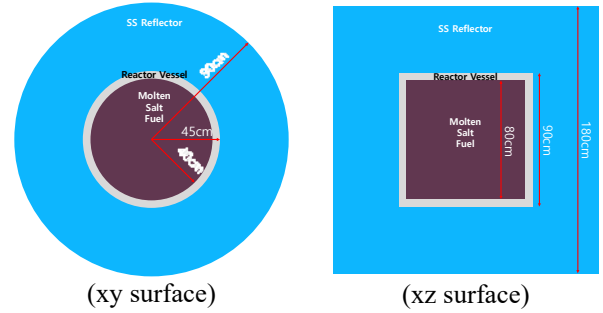 SS Reflector
90cm
Reactor Vessel
Molten
Salt
Fuel
45cm
40cm
(xy surface)
SS Reflector
Reactor Vessel
Molten
Salt
Fuel
80cm
90cm
180cm
(xz surface)